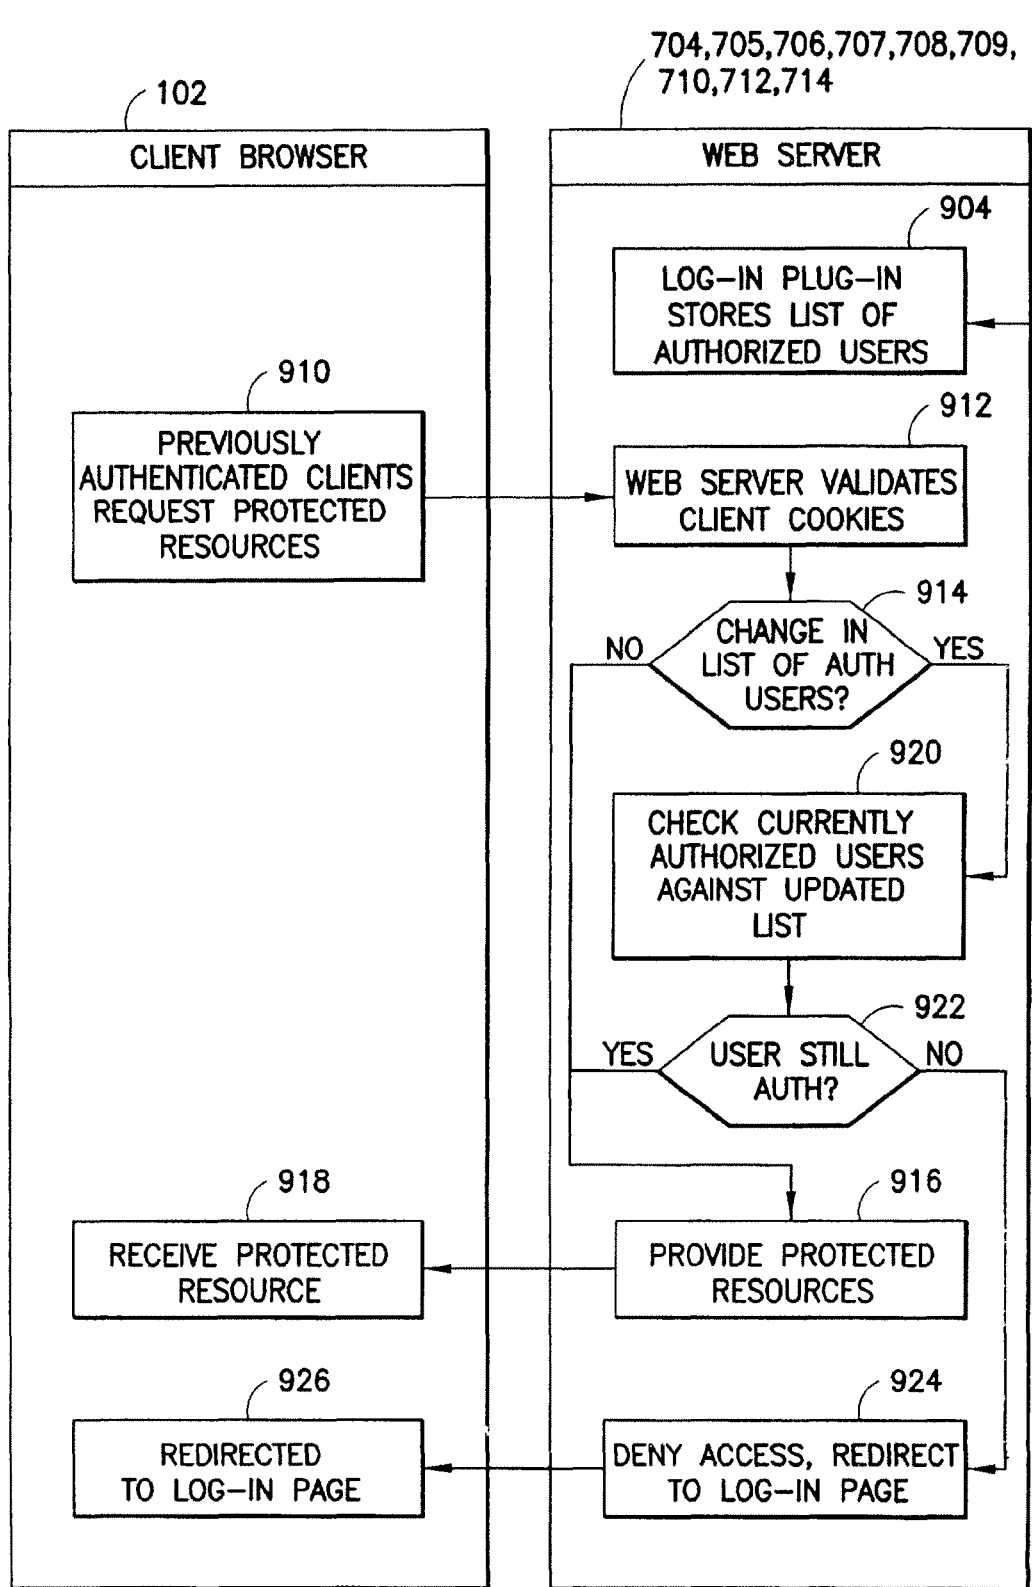 704,705,706,707,708,709,
710,712,714
102
CLIENT BROWSER
WEB SERVER
904
LOG-IN PLUG-IN
STORES LIST OF
AUTHORIZED USERS
910
PREVIOUSLY
AUTHENTICATED CLIENTS
REQUEST PROTECTED
RESOURCES
912
WEB SERVER VALIDATES
CLIENT COOKIES
914
NO
CHANGE IN
LIST OF AUTH
USERS?
YES
920
CHECK CURRENTLY
AUTHORIZED USERS
AGAINST UPDATED
LIST
922
YES
USER STILL
AUTH?
NO
918
RECEIVE PROTECTED
RESOURCE
916
PROVIDE PROTECTED
RESOURCES
926
REDIRECTED
TO LOG-IN PAGE
924
DENY ACCESS, REDIRECT
TO LOG-IN PAGE